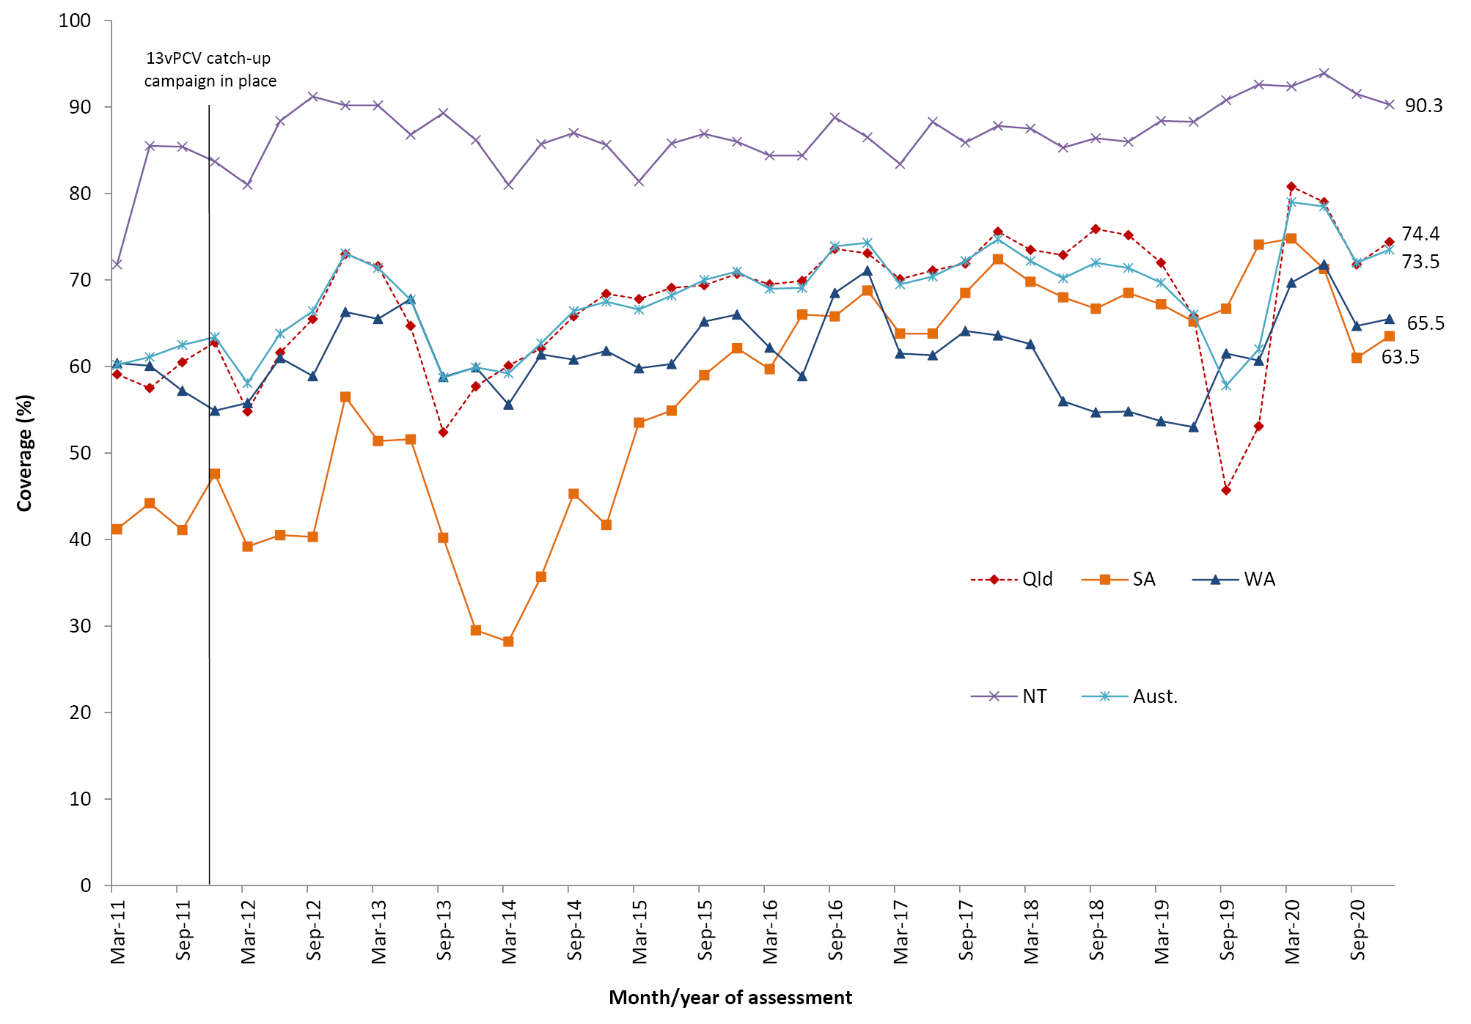 100
90
80
70
60
50
40
30
20
10
0
Coverage (%)
13vPCV catch-up
campaign in place
90.3
74.4
73.5
65.5
63.5
Qld SA WA
NT Aust.
Mar-11
Sep-11
Mar-12
Sep-12
Mar-13
Sep-13
Mar-14
Sep-14
Mar-15
Sep-15
Mar-16
Sep-16
Mar-17
Sep-17
Mar-18
Sep-18
Mar-19
Sep-19
Mar-20
Sep-20
Month/year of assessment